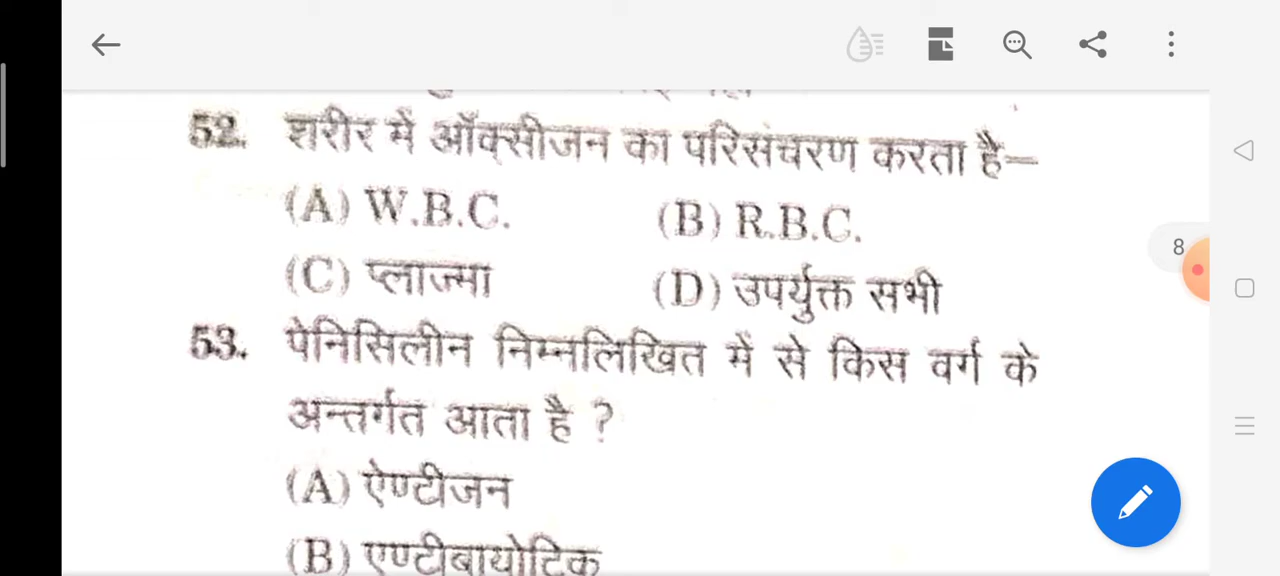 52. शरीर में ऑक्सीजन का परिसंचरण करता है—
(A) W.B.C. (B) R.B.C.
8
(C) प्लाज्मा (D) उपर्युक्त सभी
53. पेनिसिलीन निम्नलिखित में से किस वर्ग के
अन्तर्गत आता है ?
(A) ऐण्टीजन
(B) एण्टीबायोटिक